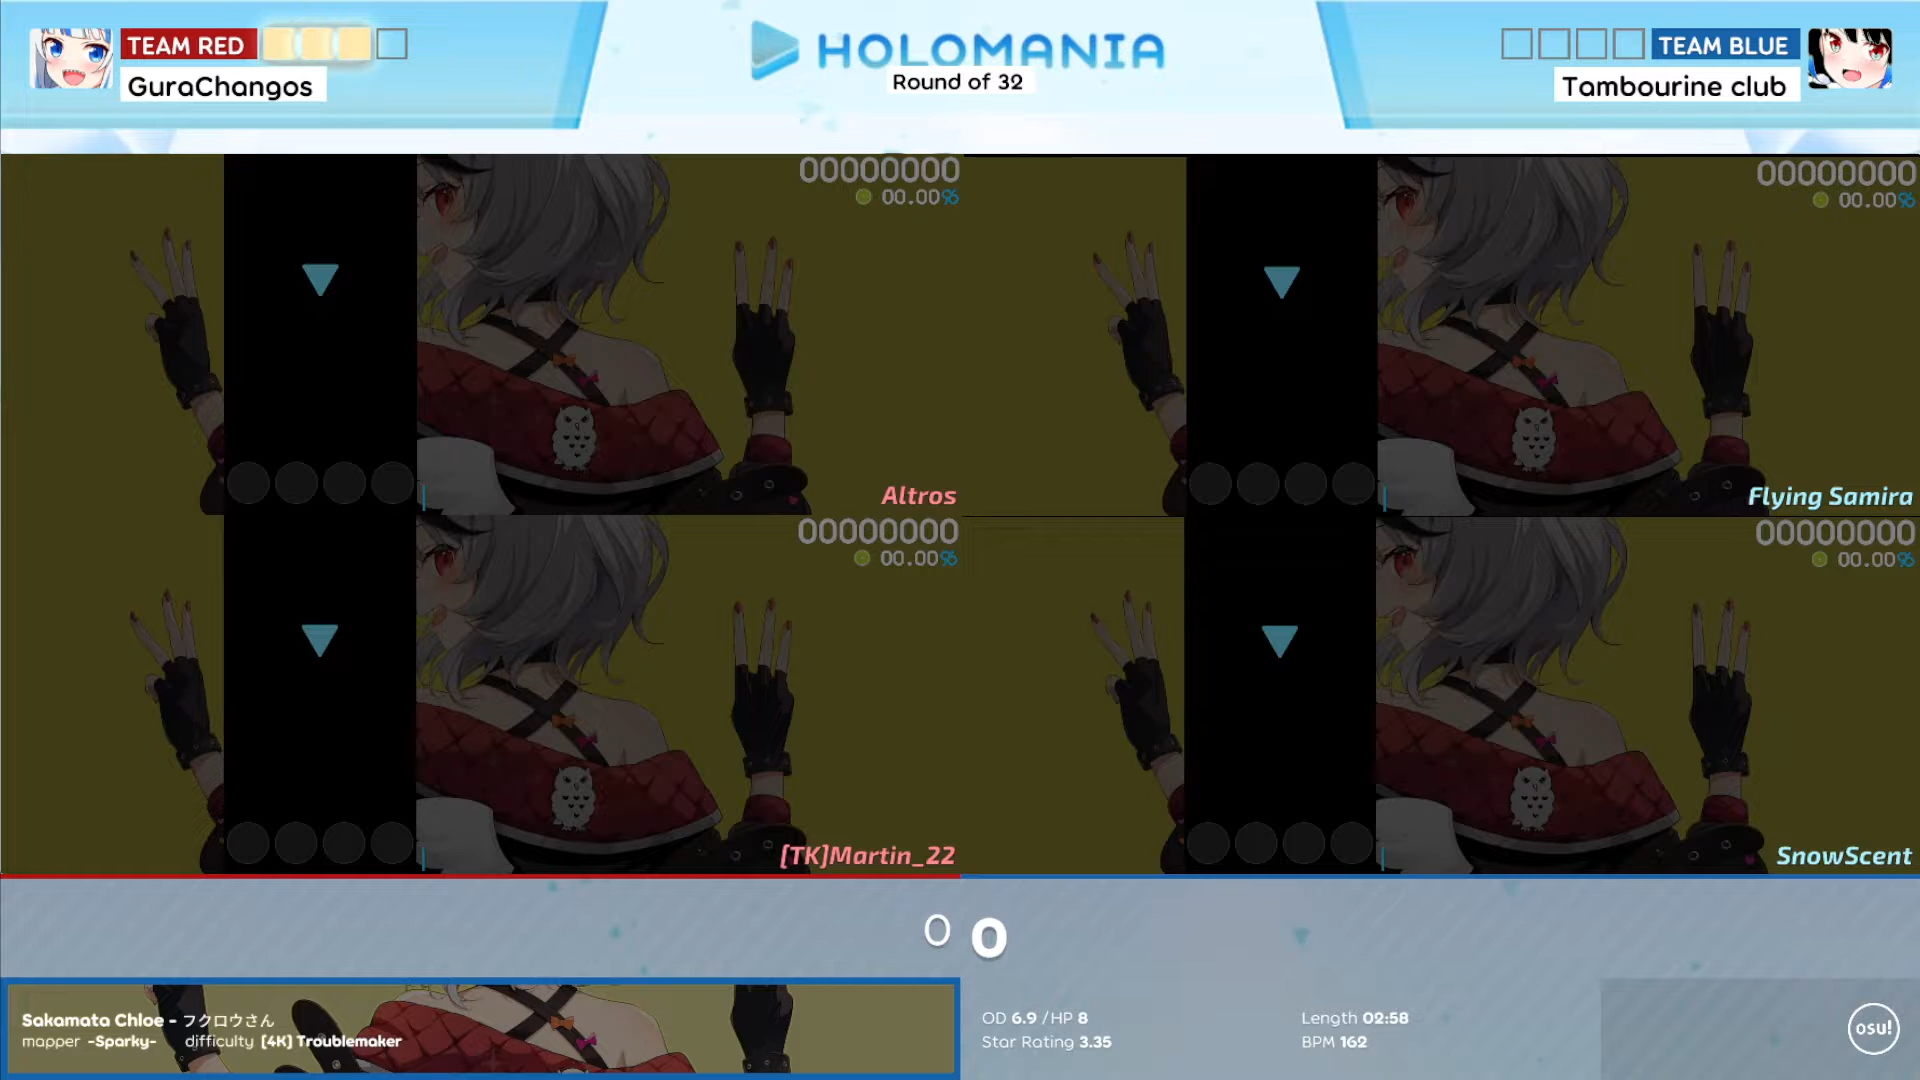 TEAM RED
GuraChangos
HOLOMANIA
Round of 32
TEAM BLUE
Tambourine club
00000000
00.00%
Altros
00000000
00.00%
Flying Samira
00000000
00.00%
[TK]Martin_22
00000000
00.00%
SnowScent
0 0
Sakamata Chloe - フクロウさん
mapper -Sparky- difficulty [4K] Troublemaker
OD 6.9 / HP 8
Star Rating 3.35
Length 02:58
BPM 162
osu!